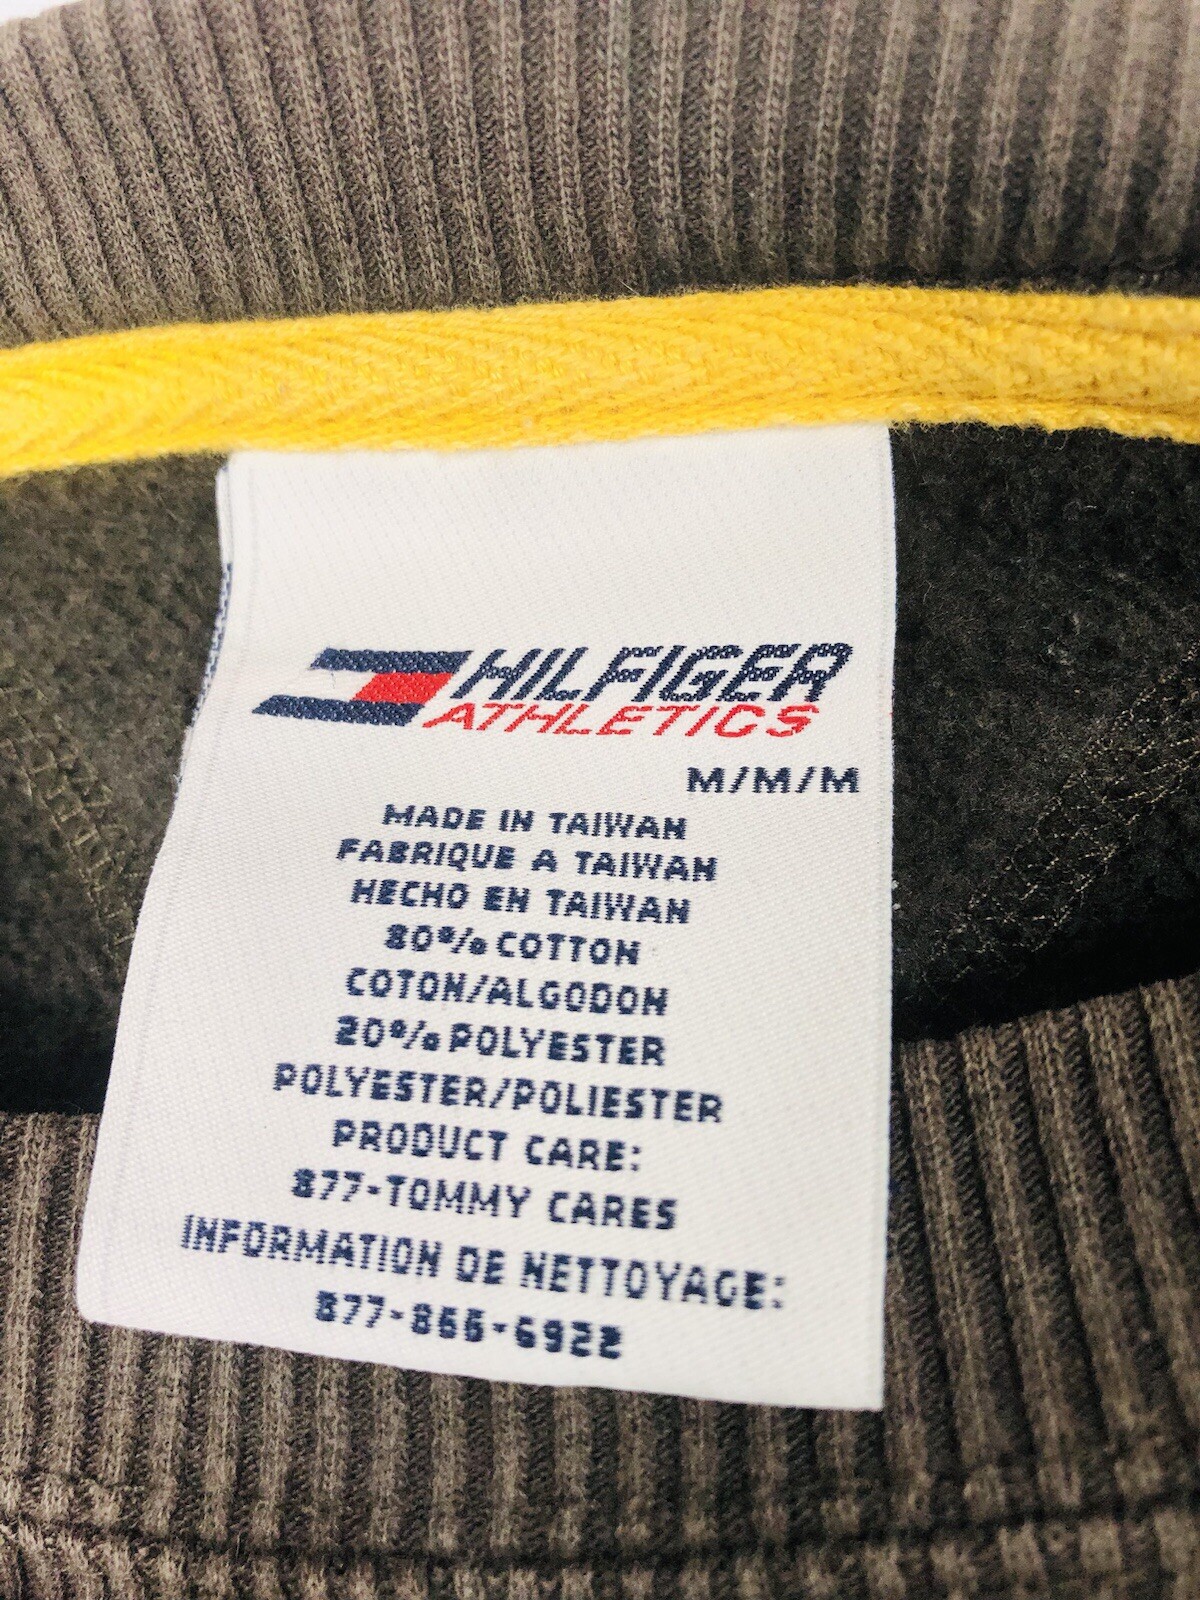 HILFIGER
ATHLETICS
M/M/M
MADE IN TAIWAN
FABRIQUE A TAIWAN
HECHO EN TAIWAN
80% COTTON
COTON/ALGODON
20% POLYESTER
POLYESTER/POLIESTER
PRODUCT CARE:
877-TOMMY CARES
INFORMATION DE NETTOYAGE:
877-866-6922